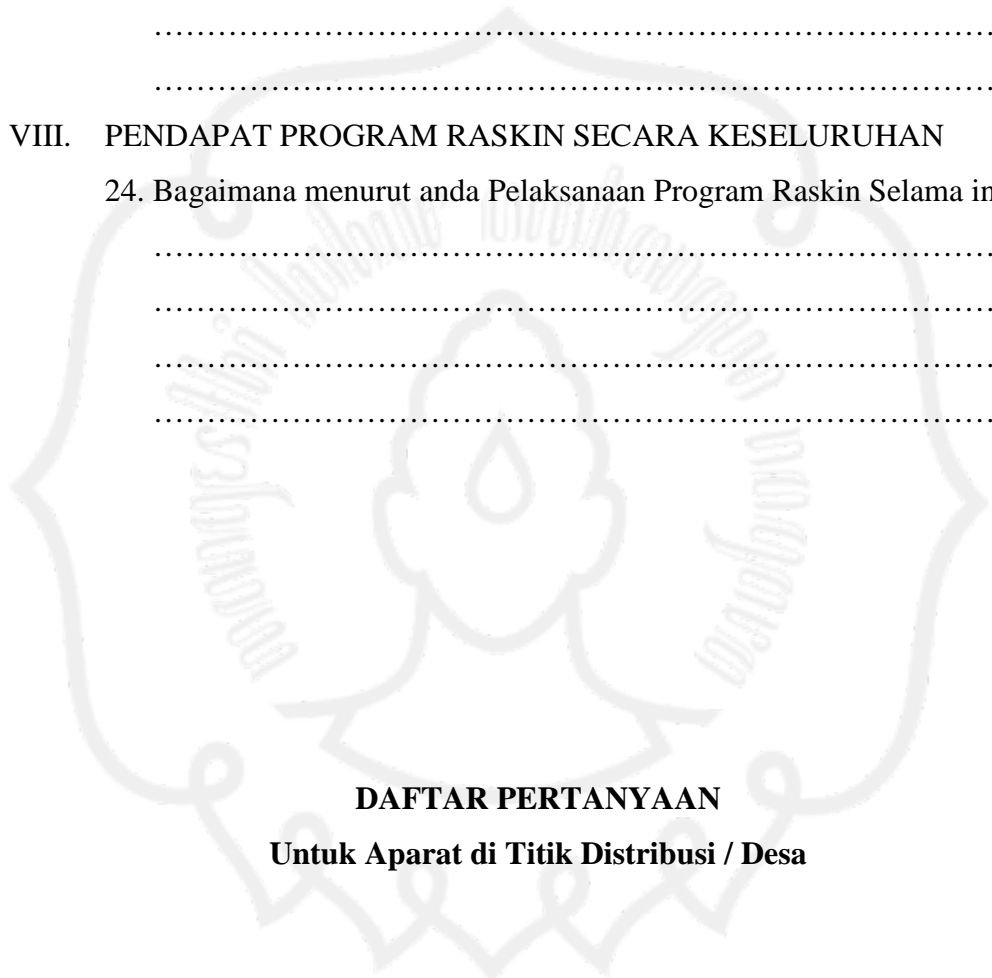 ……………………………………………………………………
……………………………………………………………………
VIII. PENDAPAT PROGRAM RASKIN SECARA KESELURUHAN
24. Bagaimana menurut anda Pelaksanaan Program Raskin Selama in
……………………………………………………………………
……………………………………………………………………
……………………………………………………………………
……………………………………………………………………
DAFTAR PERTANYAAN
Untuk Aparat di Titik Distribusi / Desa